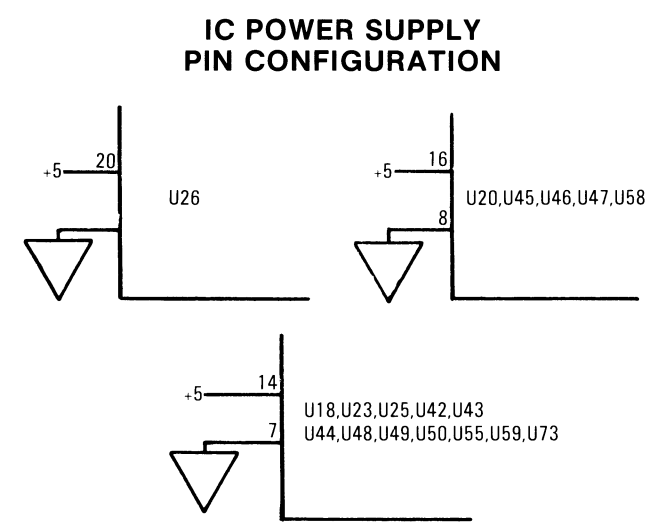 IC POWER SUPPLY
PIN CONFIGURATION
20
+5
U26
16
+5
U20,U45,U46,U47,U58
8
14
+5
U18,U23,U25,U42,U43
7
U44,U48,U49,U50,U55,U59,U73